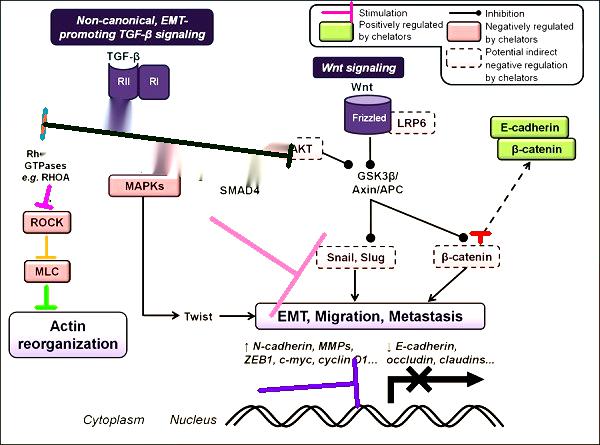 Non-canonical, EMT-
promoting TGF-β signaling
TGF-β
RII
RI
Stimulation
Inhibition
Positively regulated
by chelators
Negatively regulated
by chelators
Potential indirect
negative regulation
by chelators
Wnt signaling
Wnt
Frizzled
LRP6
E-cadherin
β-catenin
GTPases
e.g. RHOA
MAPKs
SMAD4
AKT
GSK3β/
Axin/APC
ROCK
MLC
Actin
reorganization
Snail, Slug
β-catenin
Twist
EMT, Migration, Metastasis
↑ N-cadherin, MMPs,
ZEB1, c-myc, cyclin D1...
↓ E-cadherin,
occludin, claudins...
Cytoplasm
Nucleus